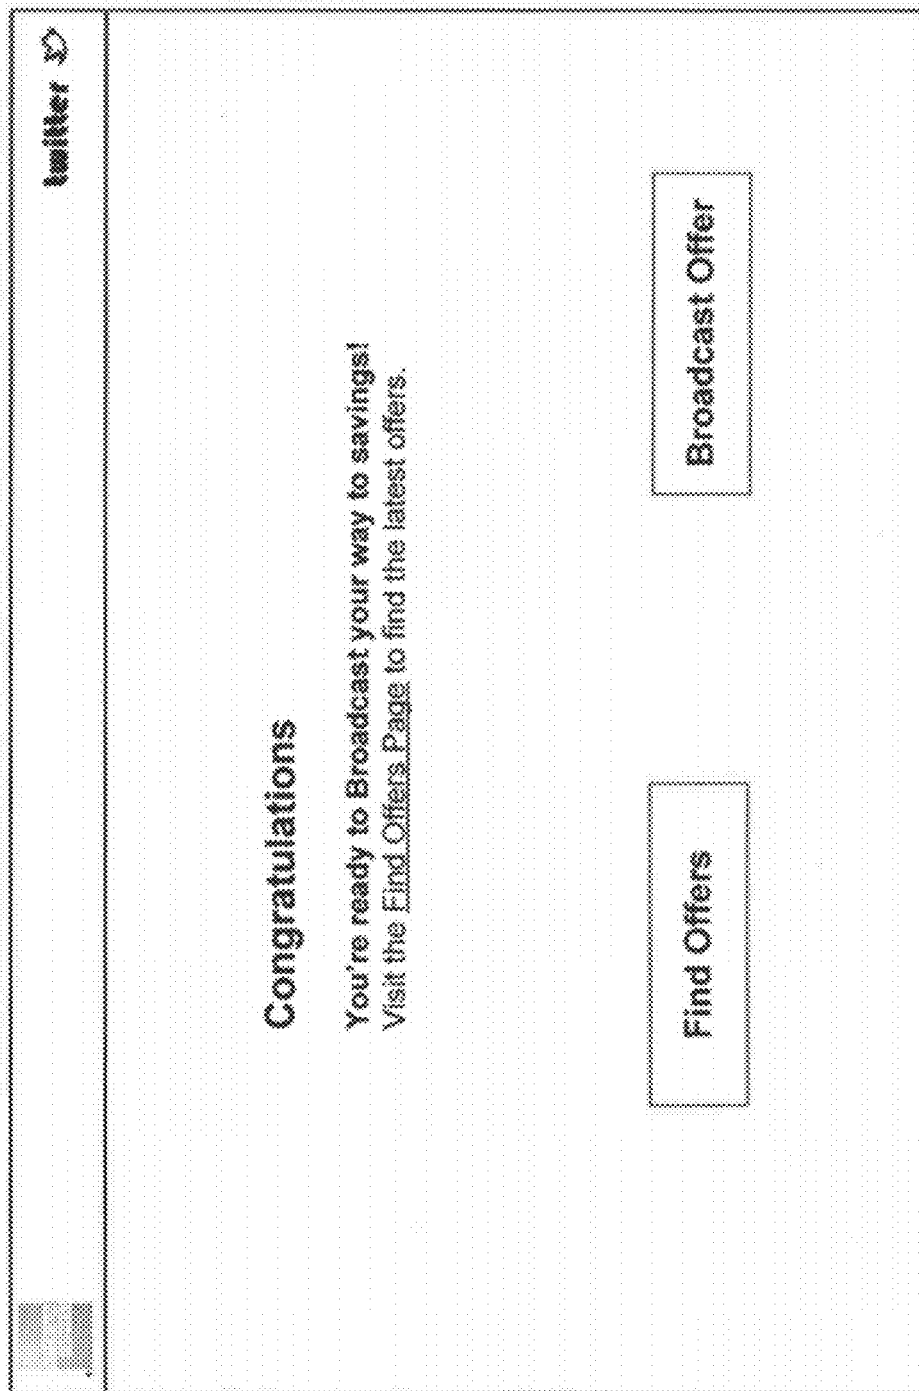 twitter
Congratulations
You're ready to Broadcast your way to savings!
Visit the Find Offers Page to find the latest offers.
Find Offers
Broadcast Offer